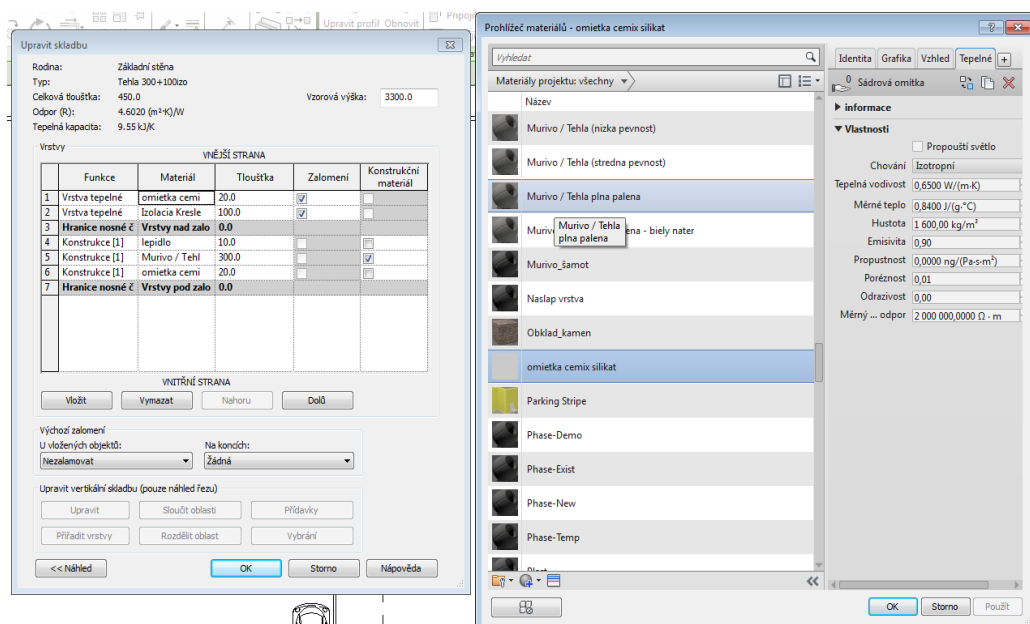 Upravit profil Obnovit
Připoji
Upravit skladbu
Rodina: Základní stěna
Typ: Tehla 300+100izo
Celková tloušťka: 450.0 Vzorová výška: 3300.0
Odpor (R): 4.6020 (m²·K)/W
Tepelná kapacita: 9.55 kJ/K
Vrstvy
VNĚJŠÍ STRANA
Funkce Materiál Tloušťka Zalomení Konstrukční materiál
1 Vrstva tepelné omietka cemi 20.0
2 Vrstva tepelné Izolacia Kresle 100.0
3 Hranice nosné č Vrstvy nad zalo 0.0
4 Konstrukce [1] lepidlo 10.0
5 Konstrukce [1] Murivo / Tehl 300.0
6 Konstrukce [1] omietka cemi 20.0
7 Hranice nosné č Vrstvy pod zalo 0.0
VNITŘNÍ STRANA
Vložit Vymazat Nahoru Dolů
Výchozí zalomení
U vložených objektů: Na koncích:
Nezalamovat Žádná
Upravit vertikální skladbu (pouze náhled řezu)
Upravit Sloučit oblasti Přídavky
Přiřadit vrstvy Rozdělit oblast Vybrání
<< Náhled OK Storno Nápověda
Prohlížeč materiálů - omietka cemix silikat
Vyhledat
Materiály projektu: všechny
Název
Murivo / Tehla (nizka pevnost)
Murivo / Tehla (stredna pevnost)
Murivo / Tehla plna palena
Murivo / Tehla plna palena
ena - biely nater
Murivo_šamot
Naslap vrstva
Obklad_kamen
omietka cemix silikat
Parking Stripe
Phase-Demo
Phase-Exist
Phase-New
Phase-Temp
Identita Grafika Vzhled Tepelné +
0 Sádrová omítka
informace
Vlastnosti
Propouští světlo
Chování Izotropní
Tepelná vodivost 0,6500 W/(m·K)
Měrné teplo 0,8400 J/(g·°C)
Hustota 1 600,00 kg/m³
Emisivita 0,90
Propustnost 0,0000 ng/(Pa·s·m²)
Poréznost 0,01
Odrazivost 0,00
Měrný ... odpor 2 000 000,0000 Ω · m
OK Storno Použít